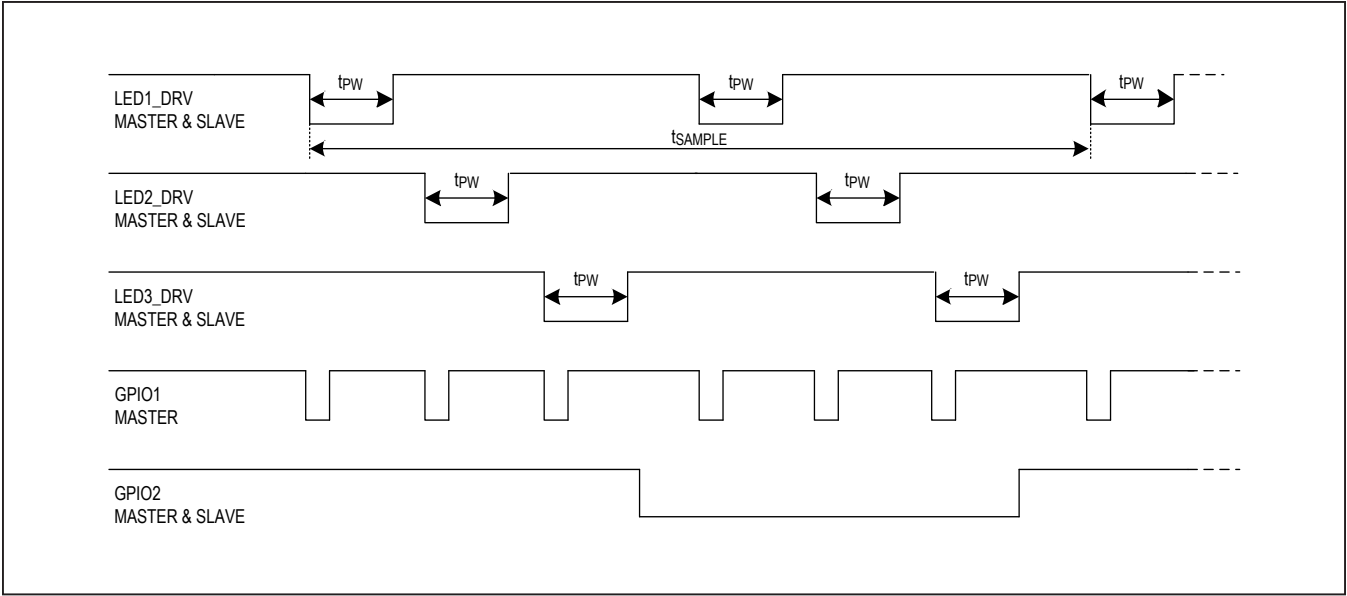 tPW
tPW
tPW
LED1_DRV
MASTER & SLAVE
tSAMPLE
tPW
tPW
LED2_DRV
MASTER & SLAVE
tPW
tPW
LED3_DRV
MASTER & SLAVE
GPIO1
MASTER
GPIO2
MASTER & SLAVE